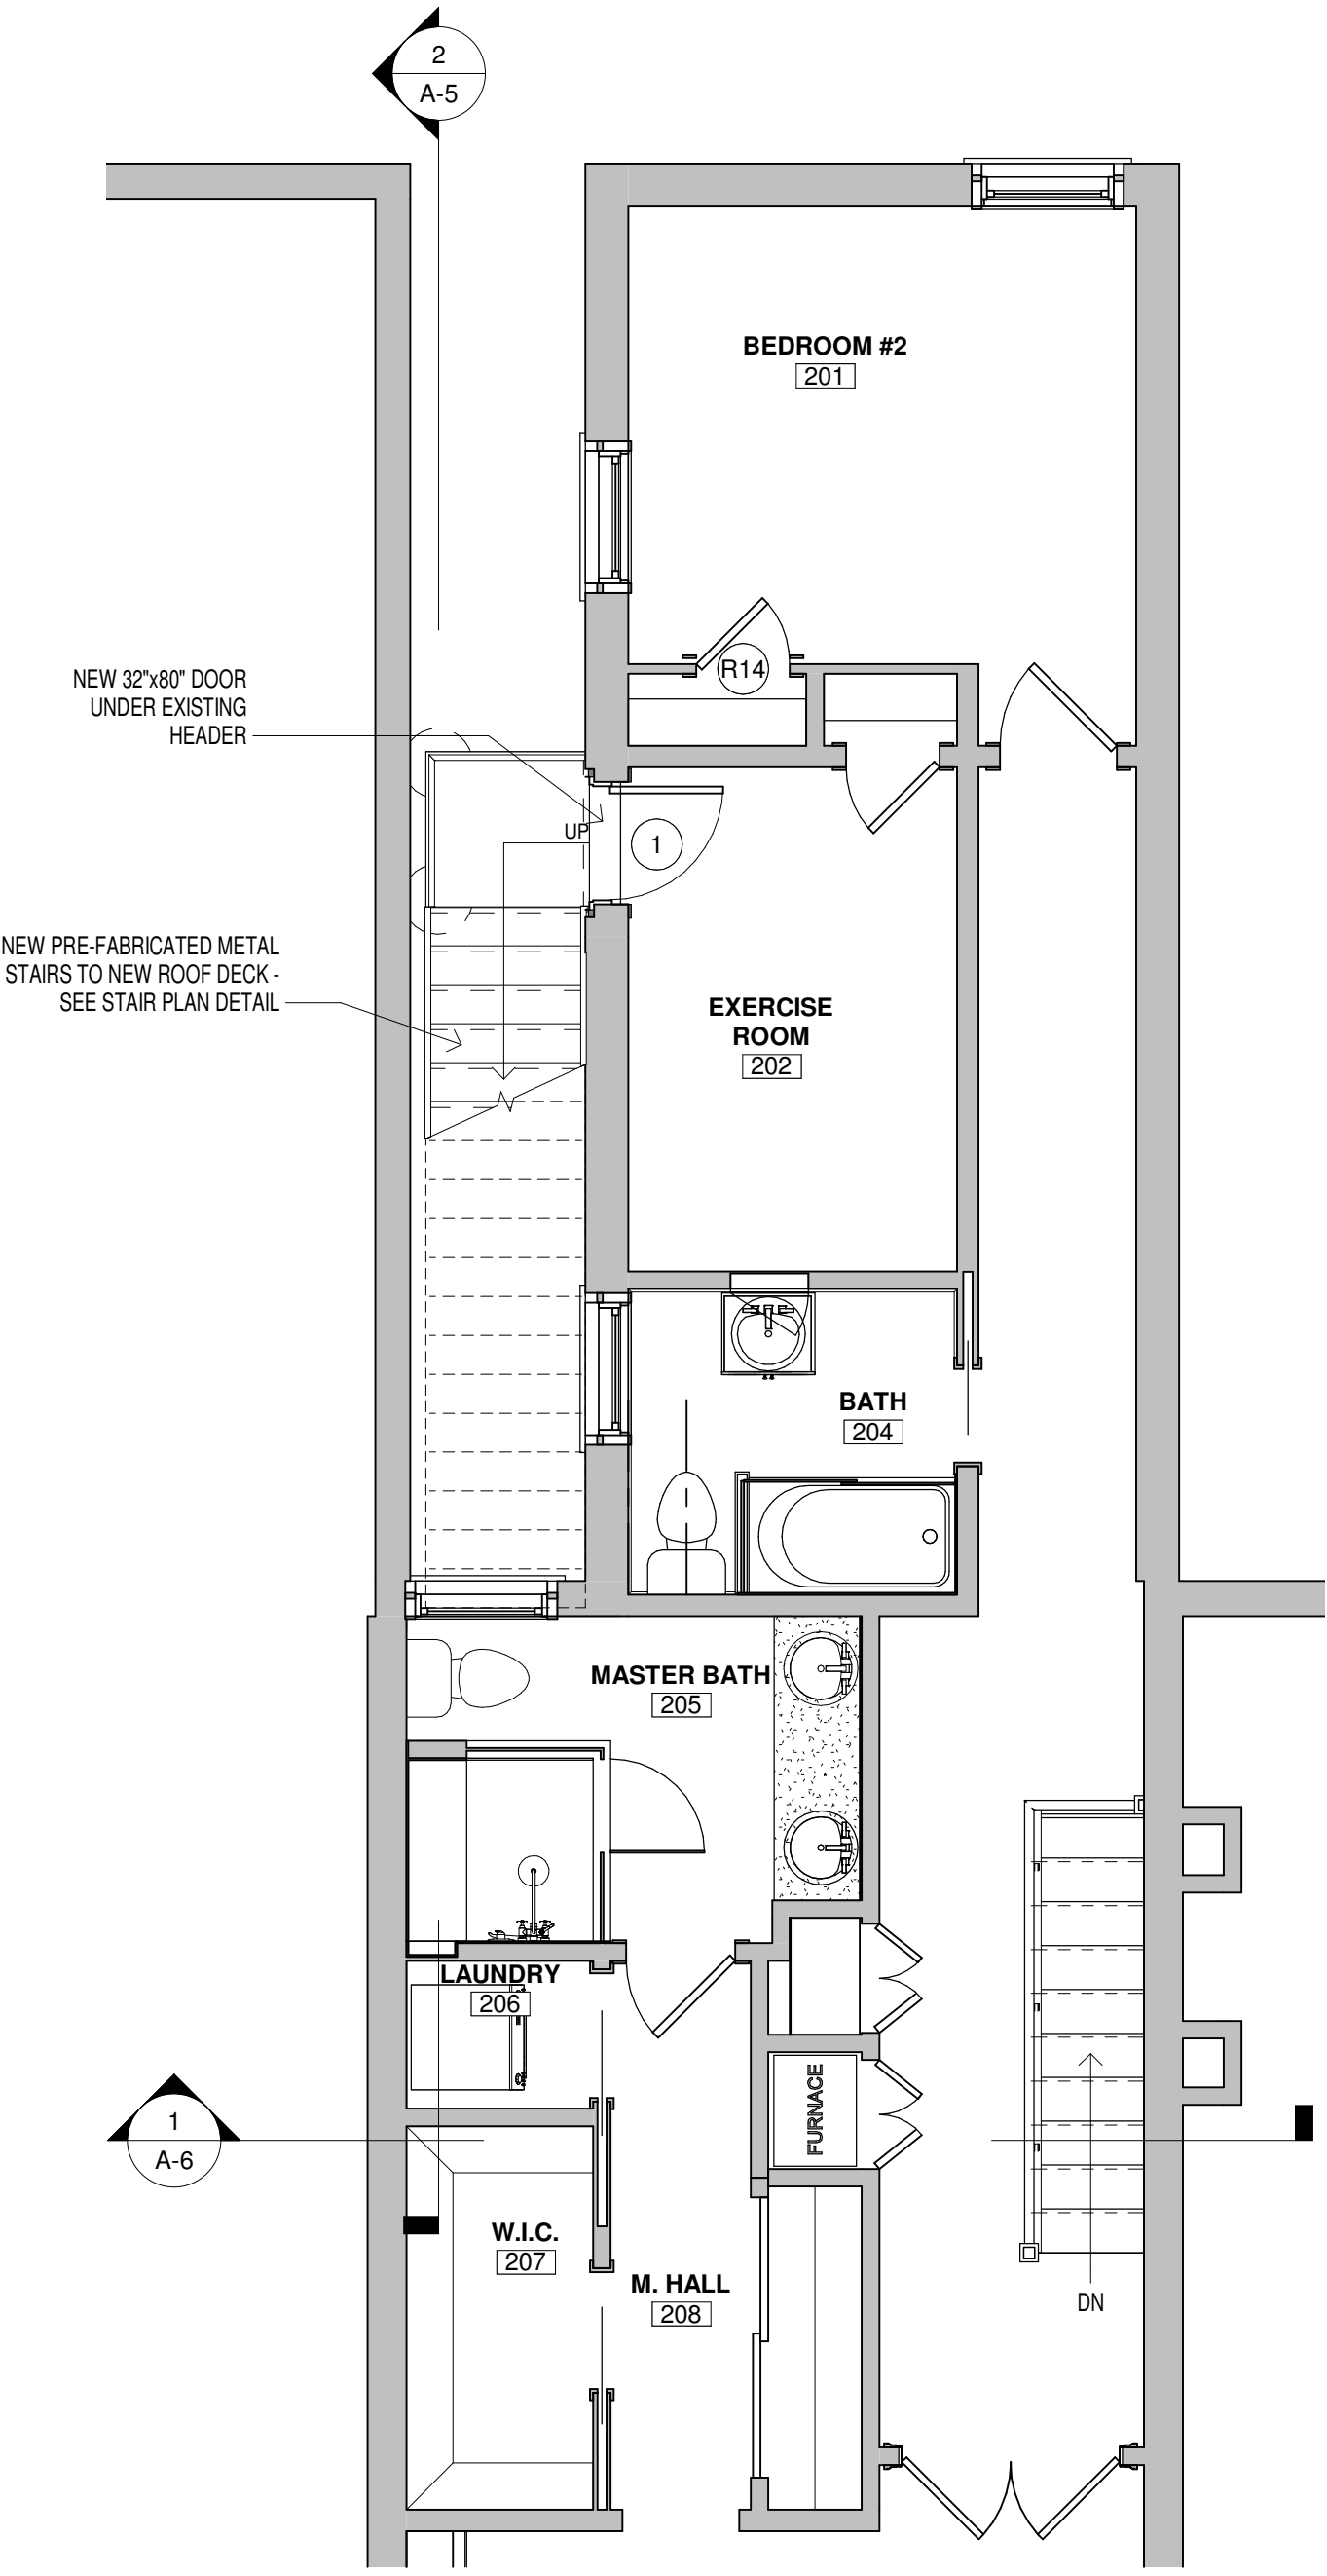 2
A-5
BEDROOM #2
201
R14
NEW 32"x80" DOOR
UNDER EXISTING
HEADER
UP
1
NEW PRE-FABRICATED METAL
STAIRS TO NEW ROOF DECK -
SEE STAIR PLAN DETAIL
EXERCISE
ROOM
202
BATH
204
MASTER BATH
205
LAUNDRY
206
FURNACE
1
A-6
W.I.C.
207
M. HALL
208
DN